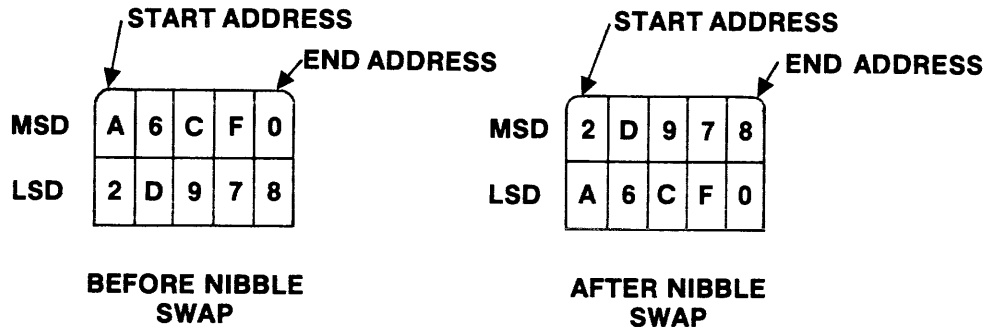 START ADDRESS
END ADDRESS
MSD A 6 C F 0
LSD 2 D 9 7 8
BEFORE NIBBLE
SWAP
START ADDRESS
END ADDRESS
MSD 2 D 9 7 8
LSD A 6 C F 0
AFTER NIBBLE
SWAP